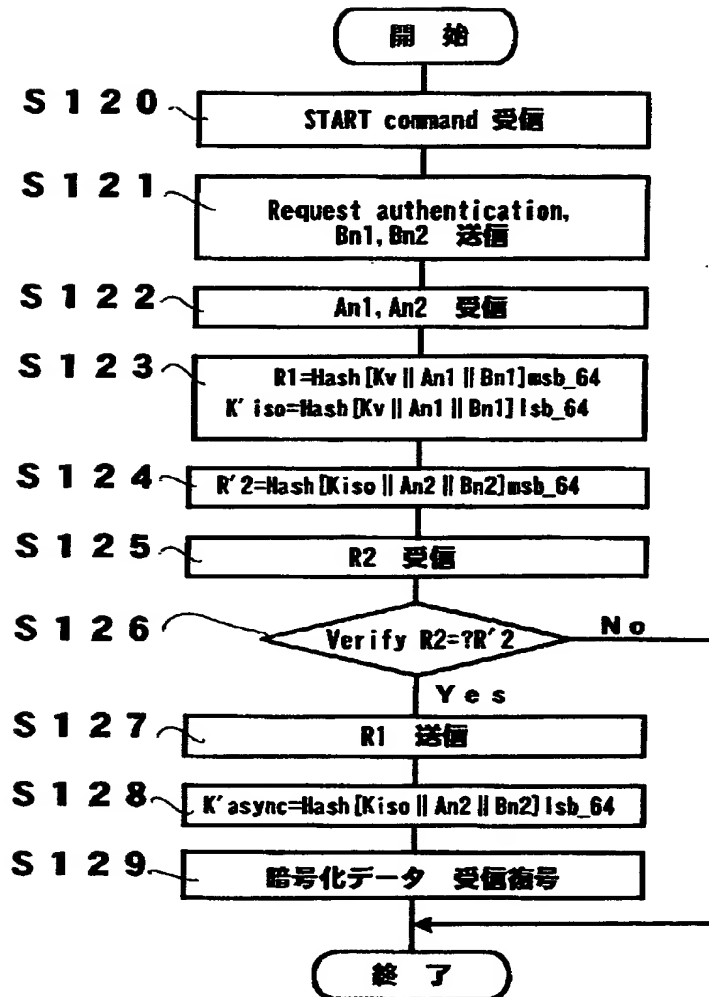 開 始
S120
START command 受信
S121
Request authentication,
Bn1, Bn2 送信
S122
An1, An2 受信
S123
R1=Hash[Kv||An1||Bn1]msb_64
K'iso=Hash[Kv||An1||Bn1]lsb_64
S124
R'2=Hash[Kiso||An2||Bn2]msb_64
S125
R2 受信
S126
Verify R2=?R'2
No
Yes
S127
R1 送信
S128
K'async=Hash[Kiso||An2||Bn2]lsb_64
S129
暗号化データ 受信復号
終 了